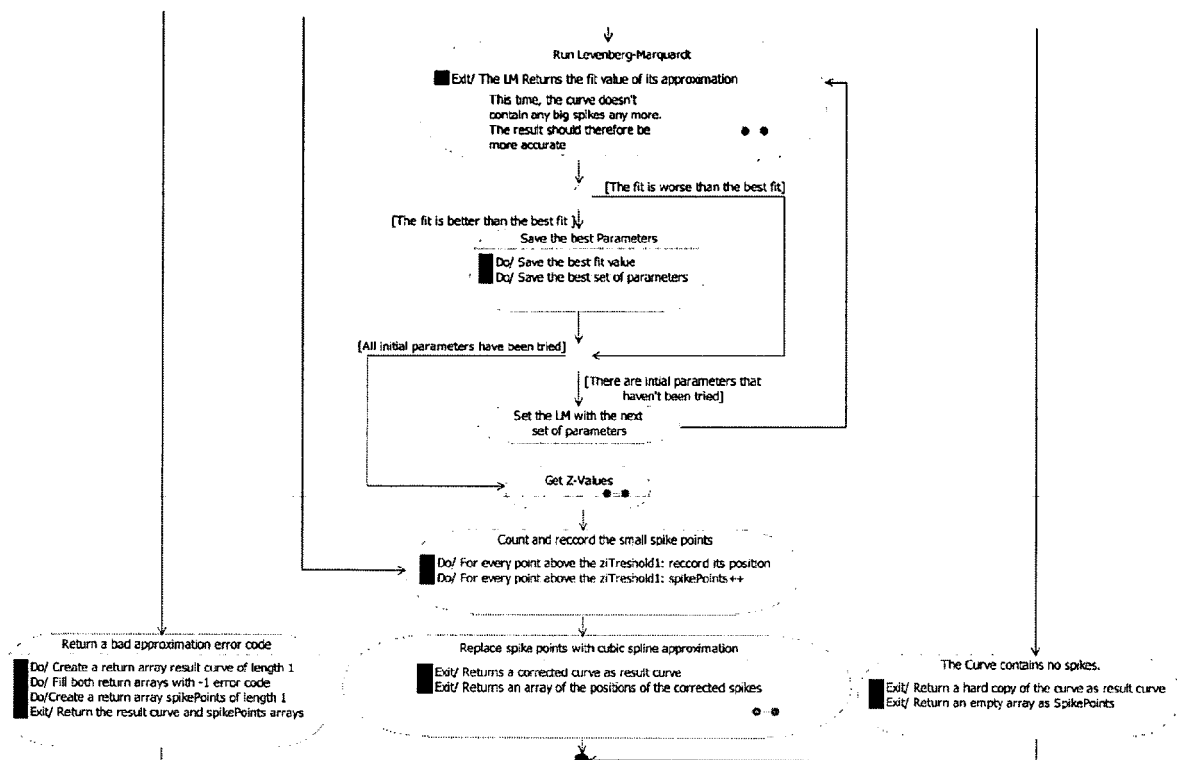 Run Levenberg-Marquardt
Exit/ The LM Returns the fit value of its approximation
This time, the curve doesn't
contain any big spikes any more.
The result should therefore be
more accurate
[The fit is worse than the best fit]
[The fit is better than the best fit ]
Save the best Parameters
Do/ Save the best fit value
Do/ Save the best set of parameters
[All initial parameters have been tried]
[There are intial parameters that
haven't been tried]
Set the LM with the next
set of parameters
Get Z-Values
Count and reccord the small spike points
Do/ For every point above the ziTreshold1: reccord its position
Do/ For every point above the ziTreshold1: spikePoints++
Return a bad approximation error code
Do/ Create a return array result curve of length 1
Do/ Fill both return arrays with -1 error code
Do/Create a return array spikePoints of length 1
Exit/ Return the result curve and spikePoints arrays
Replace spike points with cubic spline approximation
Exit/ Returns a corrected curve as result curve
Exit/ Returns an array of the positions of the corrected spikes
The Curve contains no spikes.
Exit/ Return a hard copy of the curve as result curve
Exit/ Return an empty array as SpikePoints